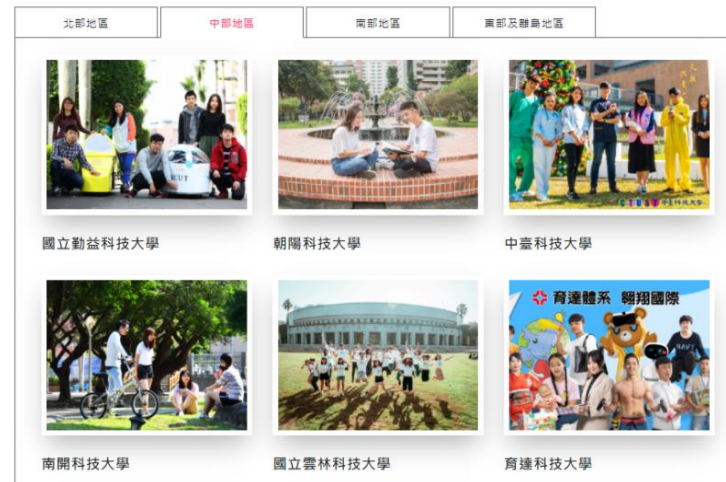 北部地區
中部地區
南部地區
東部及離島地區
國立勤益科技大學
朝陽科技大學
中臺科技大學
育達體系 翱翔國際
南開科技大學
國立雲林科技大學
育達科技大學